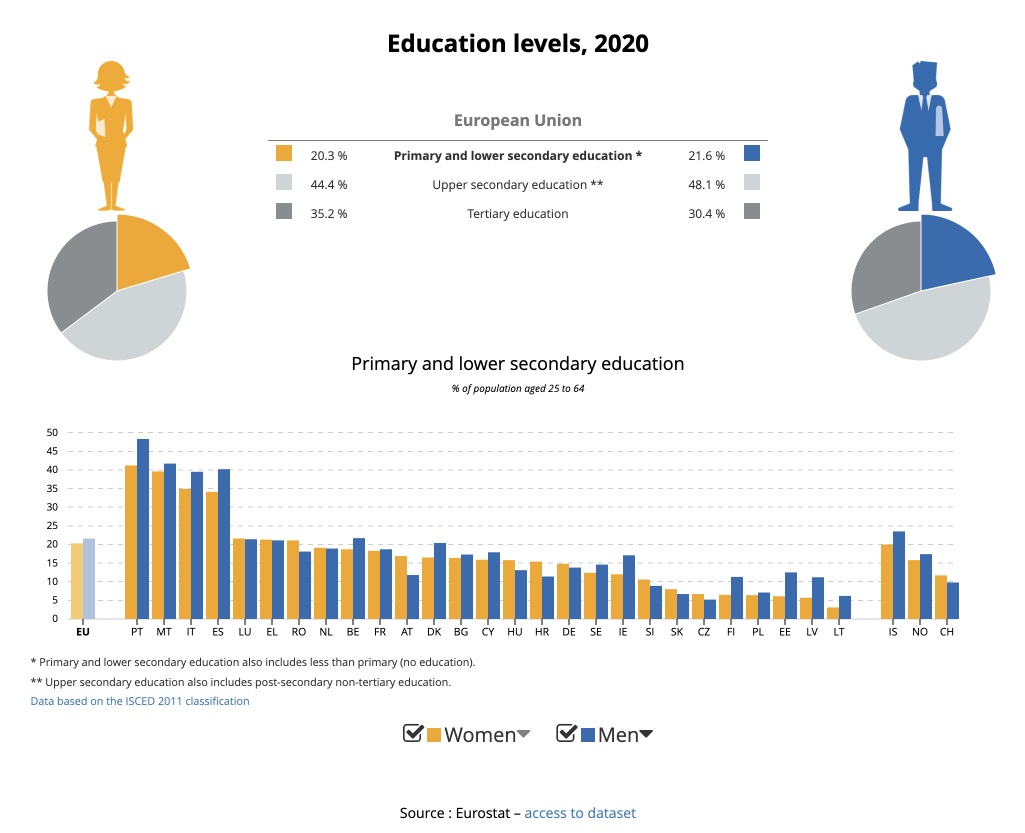 Education levels, 2020
European Union
20.3 % Primary and lower secondary education * 21.6 %
44.4 % Upper secondary education ** 48.1 %
35.2 % Tertiary education 30.4 %
Primary and lower secondary education
% of population aged 25 to 64
50
45
40
35
30
25
20
15
10
5
0
EU PT MT IT ES LU EL RO NL BE FR AT DK BG CY HU HR DE SE IE SI SK CZ FI PL EE LV LT IS NO CH
* Primary and lower secondary education also includes less than primary (no education).
** Upper secondary education also includes post-secondary non-tertiary education.
Data based on the ISCED 2011 classification
Women Men
Source : Eurostat – access to dataset